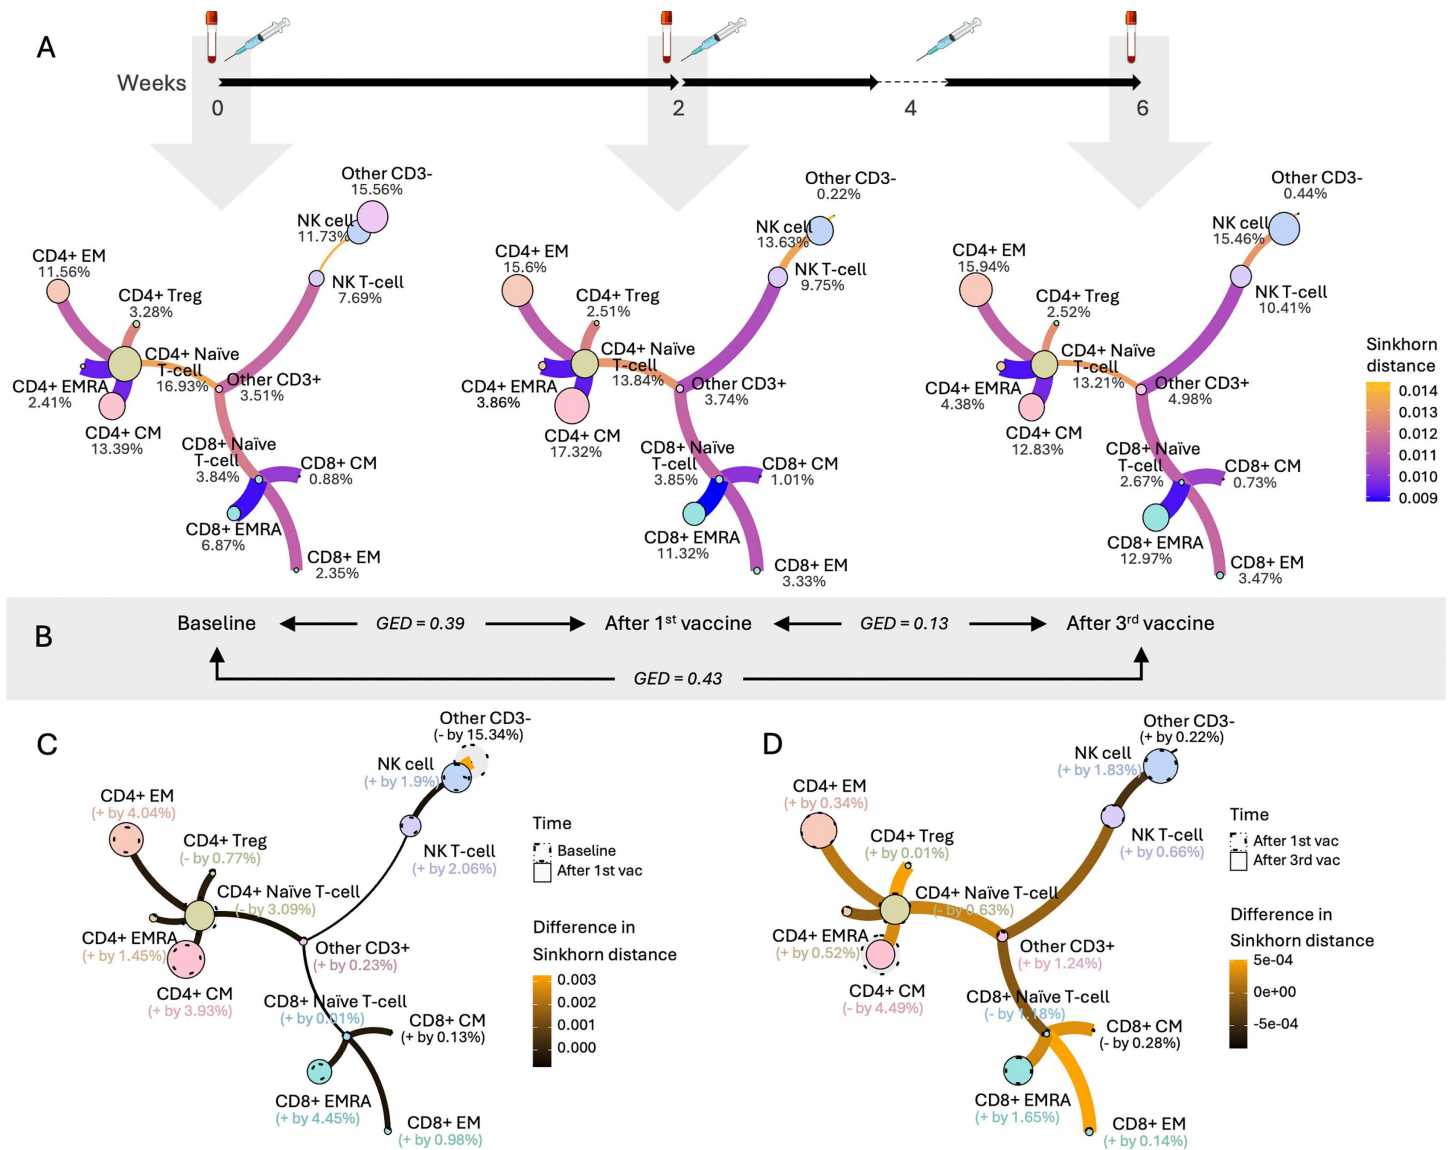 A
Weeks
0
2
4
6
Other CD3-
15.56%
NK cell
11.73%
NK T-cell
7.69%
CD4+ EM
11.56%
CD4+ Treg
3.28%
CD4+ Naïve
T-cell
16.93%
CD4+ EMRA
2.41%
CD4+ CM
13.39%
Other CD3+
3.51%
CD8+ Naïve
T-cell
3.84%
CD8+ CM
0.88%
CD8+ EMRA
6.87%
CD8+ EM
2.35%
Other CD3-
0.22%
NK cell
13.63%
NK T-cell
9.75%
CD4+ EM
15.6%
CD4+ Treg
2.51%
CD4+ Naïve
T-cell
13.84%
CD4+ EMRA
3.86%
CD4+ CM
17.32%
Other CD3+
3.74%
CD8+ Naïve
T-cell
3.85%
CD8+ CM
1.01%
CD8+ EMRA
11.32%
CD8+ EM
3.33%
Other CD3-
0.44%
NK cell
15.46%
NK T-cell
10.41%
CD4+ EM
15.94%
CD4+ Treg
2.52%
CD4+ Naïve
T-cell
13.21%
CD4+ EMRA
4.38%
CD4+ CM
12.83%
Other CD3+
4.98%
CD8+ Naïve
T-cell
2.67%
CD8+ CM
0.73%
CD8+ EMRA
12.97%
CD8+ EM
3.47%
Sinkhorn
distance
0.014
0.013
0.012
0.011
0.010
0.009
B
Baseline
GED = 0.39
After 1st vaccine
GED = 0.13
After 3rd vaccine
GED = 0.43
C
Other CD3-
(- by 15.34%)
NK cell
(+ by 1.9%)
NK T-cell
(+ by 2.06%)
CD4+ EM
(+ by 4.04%)
CD4+ Treg
(- by 0.77%)
CD4+ Naïve T-cell
(- by 3.09%)
CD4+ EMRA
(+ by 1.45%)
CD4+ CM
(+ by 3.93%)
Other CD3+
(+ by 0.23%)
CD8+ Naïve T-cell
(+ by 0.01%)
CD8+ CM
(+ by 0.13%)
CD8+ EMRA
(+ by 4.45%)
CD8+ EM
(+ by 0.98%)
Time
Baseline
After 1st vac
Difference in
Sinkhorn distance
0.003
0.002
0.001
0.000
D
Other CD3-
(+ by 0.22%)
NK cell
(+ by 1.83%)
NK T-cell
(+ by 0.66%)
CD4+ EM
(+ by 0.34%)
CD4+ Treg
(+ by 0.01%)
CD4+ Naïve T-cell
(- by 0.63%)
CD4+ EMRA
(+ by 0.52%)
CD4+ CM
(- by 4.49%)
Other CD3+
(+ by 1.24%)
CD8+ Naïve T-cell
(- by 1.18%)
CD8+ CM
(- by 0.28%)
CD8+ EMRA
(+ by 1.65%)
CD8+ EM
(+ by 0.14%)
Time
After 1st vac
After 3rd vac
Difference in
Sinkhorn distance
5e-04
0e+00
-5e-04